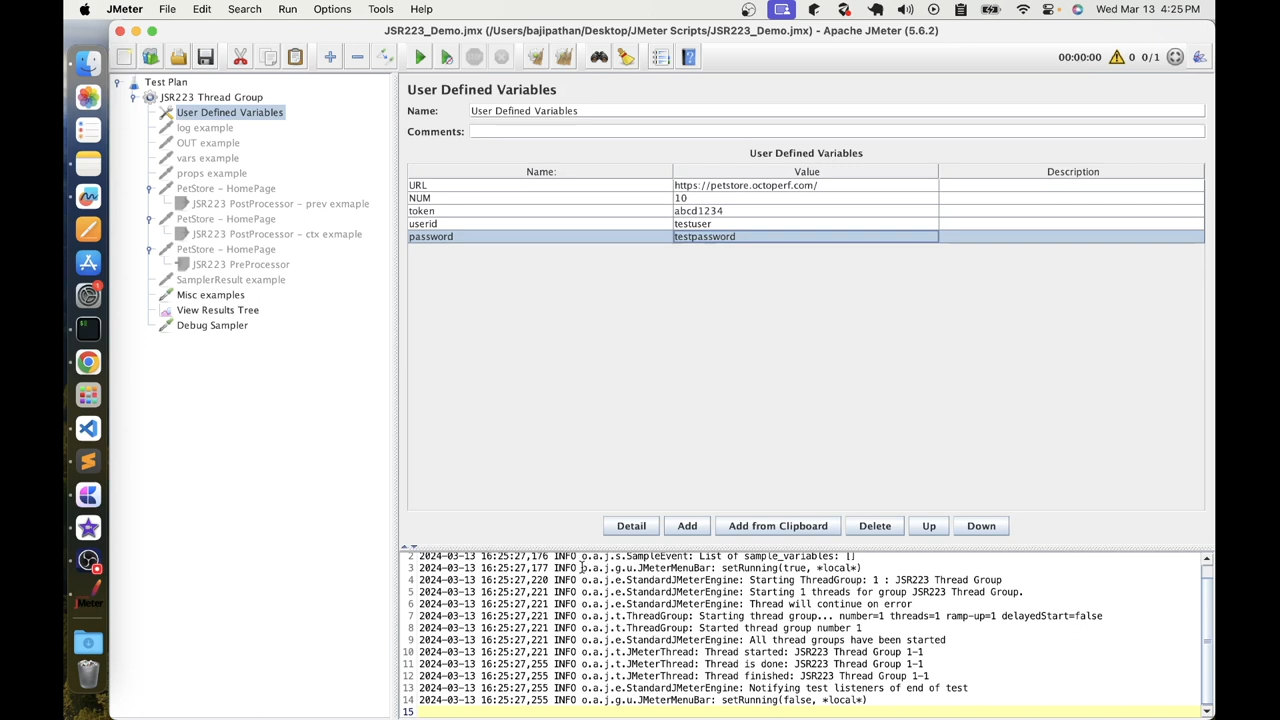 JMeter File Edit Search Run Options Tools Help Wed Mar 13 4:25 PM
JSR223_Demo.jmx (/Users/bajipathan/Desktop/JMeter Scripts/JSR223_Demo.jmx) - Apache JMeter (5.6.2)
00:00:00 0 0/1
Test Plan
JSR223 Thread Group
User Defined Variables
log example
OUT example
vars example
props example
PetStore - HomePage
JSR223 PostProcessor - prev exmaple
PetStore - HomePage
JSR223 PostProcessor - ctx exmaple
PetStore - HomePage
JSR223 PreProcessor
SamplerResult example
Misc examples
View Results Tree
Debug Sampler
User Defined Variables
Name: User Defined Variables
Comments:
User Defined Variables
Name: Value Description
URL https://petstore.octoperf.com/
NUM 10
token abcd1234
userid testuser
password testpassword
Detail Add Add from Clipboard Delete Up Down
2 2024-03-13 16:25:27,176 INFO o.a.j.s.SampleEvent: List of sample_variables: []
3 2024-03-13 16:25:27,177 INFO o.a.j.g.u.JMeterMenuBar: setRunning(true, *local*)
4 2024-03-13 16:25:27,220 INFO o.a.j.e.StandardJMeterEngine: Starting ThreadGroup: 1 : JSR223 Thread Group
5 2024-03-13 16:25:27,221 INFO o.a.j.e.StandardJMeterEngine: Starting 1 threads for group JSR223 Thread Group.
6 2024-03-13 16:25:27,221 INFO o.a.j.e.StandardJMeterEngine: Thread will continue on error
7 2024-03-13 16:25:27,221 INFO o.a.j.t.ThreadGroup: Starting thread group... number=1 threads=1 ramp-up=1 delayedStart=false
8 2024-03-13 16:25:27,221 INFO o.a.j.t.ThreadGroup: Started thread group number 1
9 2024-03-13 16:25:27,221 INFO o.a.j.e.StandardJMeterEngine: All thread groups have been started
10 2024-03-13 16:25:27,221 INFO o.a.j.t.JMeterThread: Thread started: JSR223 Thread Group 1-1
11 2024-03-13 16:25:27,255 INFO o.a.j.t.JMeterThread: Thread is done: JSR223 Thread Group 1-1
12 2024-03-13 16:25:27,255 INFO o.a.j.t.JMeterThread: Thread finished: JSR223 Thread Group 1-1
13 2024-03-13 16:25:27,255 INFO o.a.j.e.StandardJMeterEngine: Notifying test listeners of end of test
14 2024-03-13 16:25:27,255 INFO o.a.j.g.u.JMeterMenuBar: setRunning(false, *local*)
15
1
JMeter